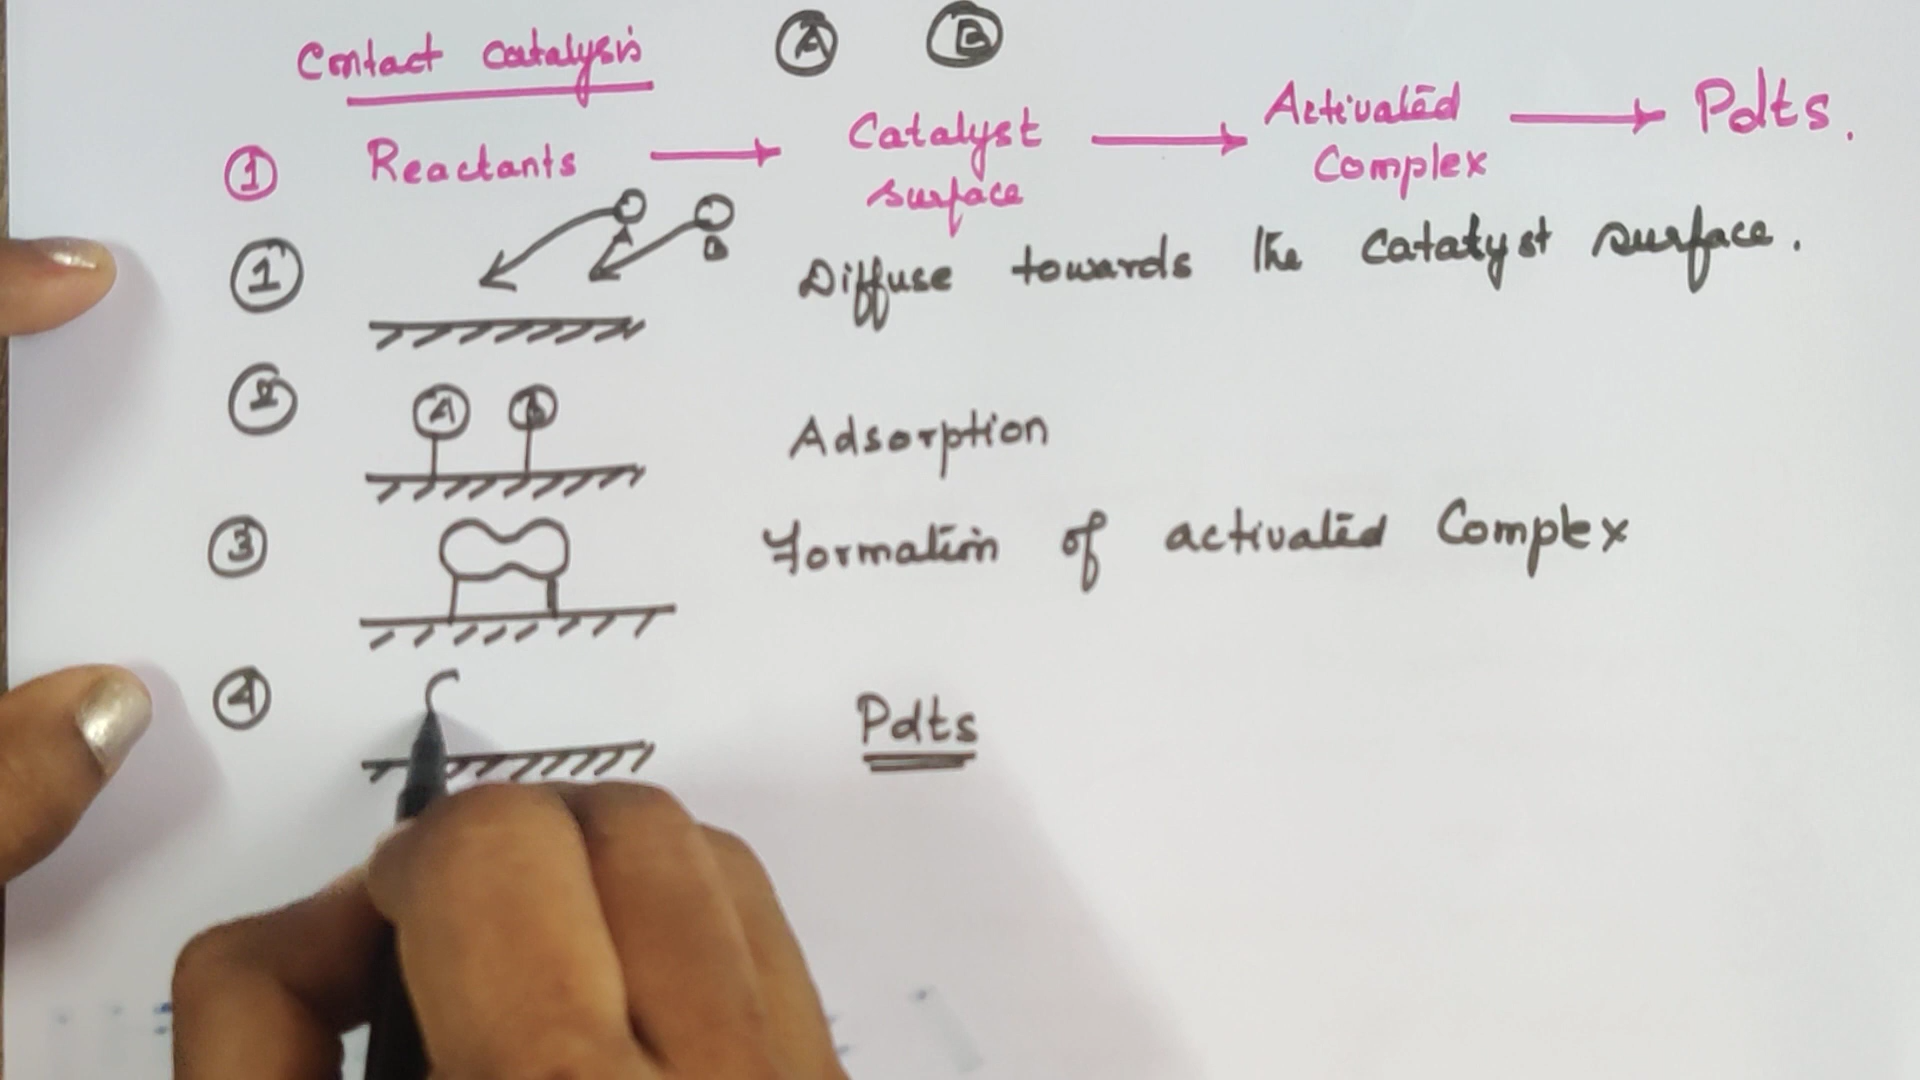 Contact catalysis A B
① Reactants → Catalyst surface → Activated Complex → Pdts.
① A B Diffuse towards the catalyst surface.
② A B Adsorption
③ Formation of activated Complex
④ Pdts